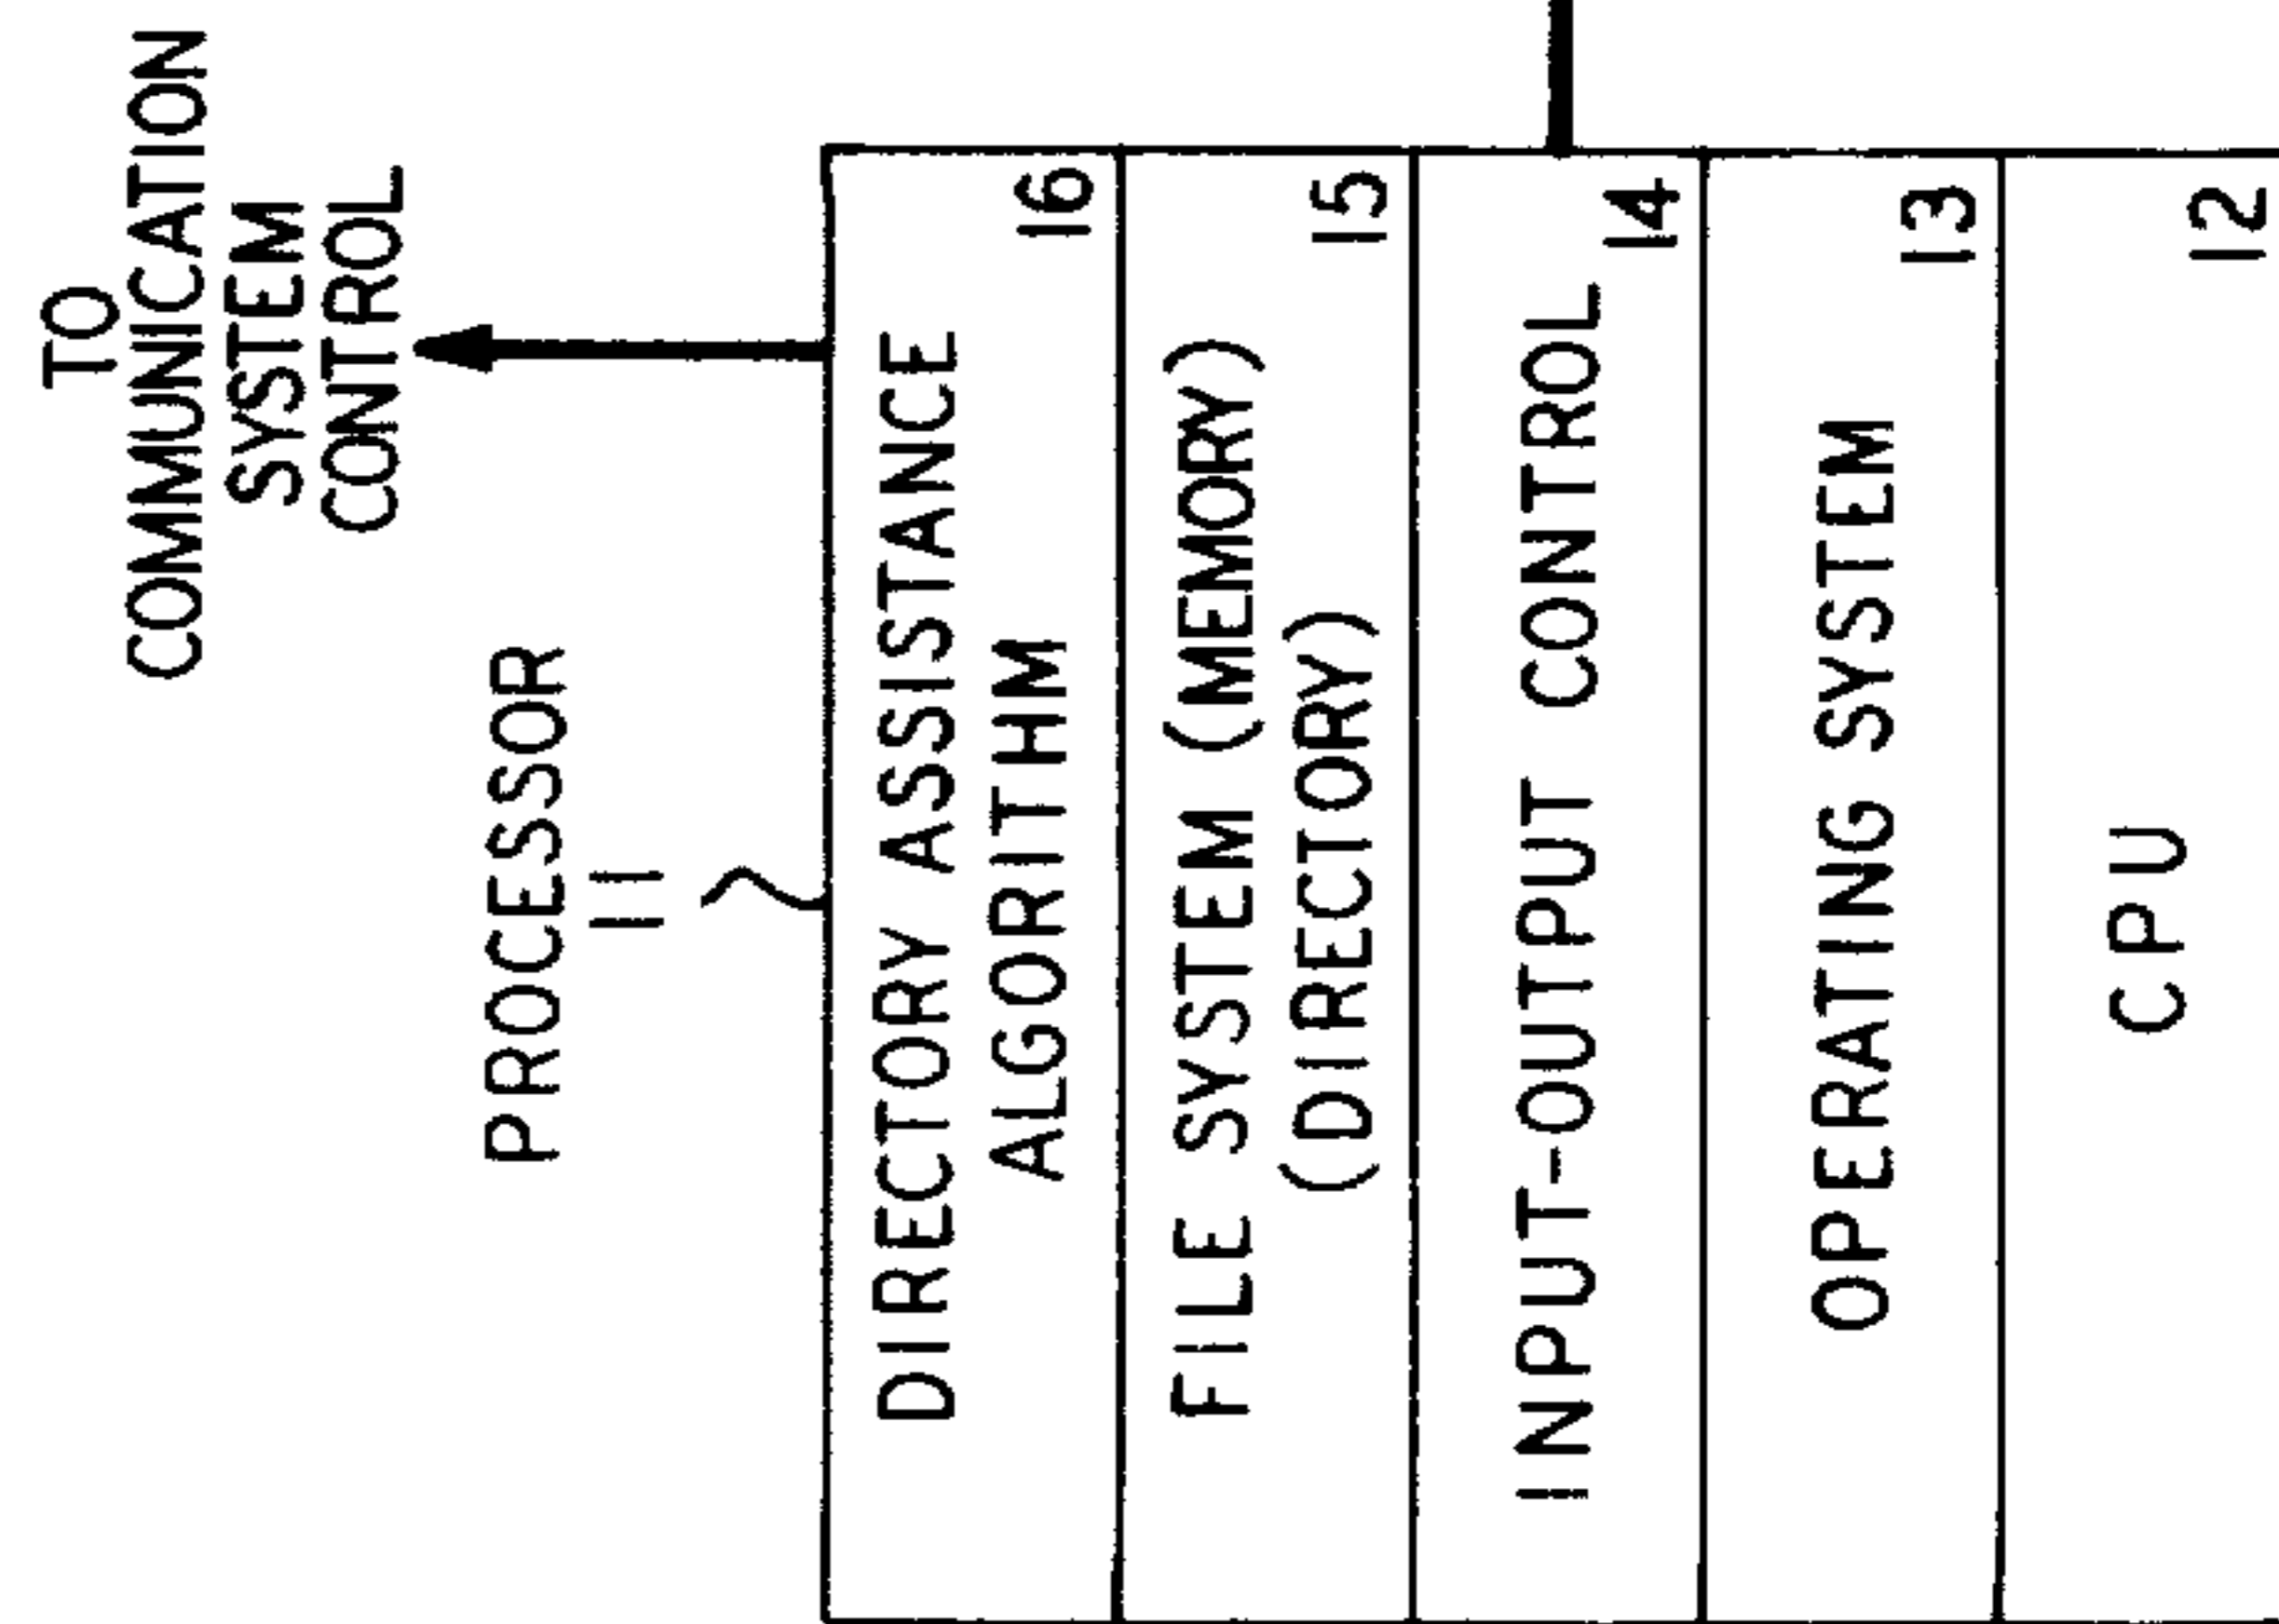 TO
COMMUNICATION
SYSTEM
CONTROL
PROCESSOR
11
DIRECTORY ASSISTANCE
ALGORITHM
16
FILE SYSTEM (MEMORY)
(DIRECTORY)
15
INPUT-OUTPUT CONTROL
14
OPERATING SYSTEM
13
CPU
12